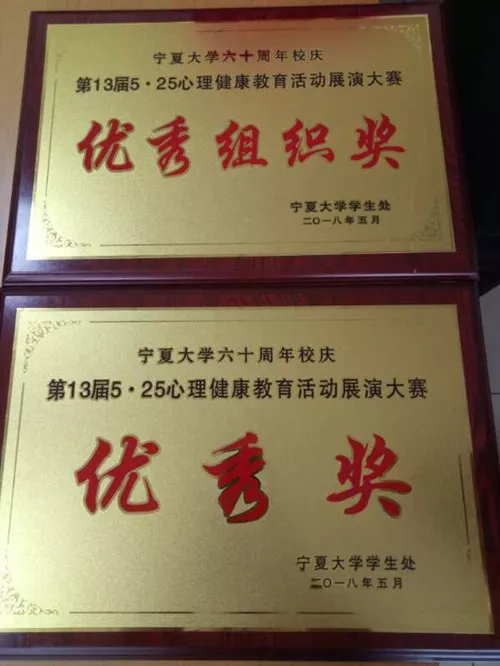 宁夏大学六十周年校庆
第13届5·25心理健康教育活动展演大赛
优秀组织奖
宁夏大学学生处
二〇一八年五月
宁夏大学六十周年校庆
第13届5·25心理健康教育活动展演大赛
优秀奖
宁夏大学学生处
二〇一八年五月